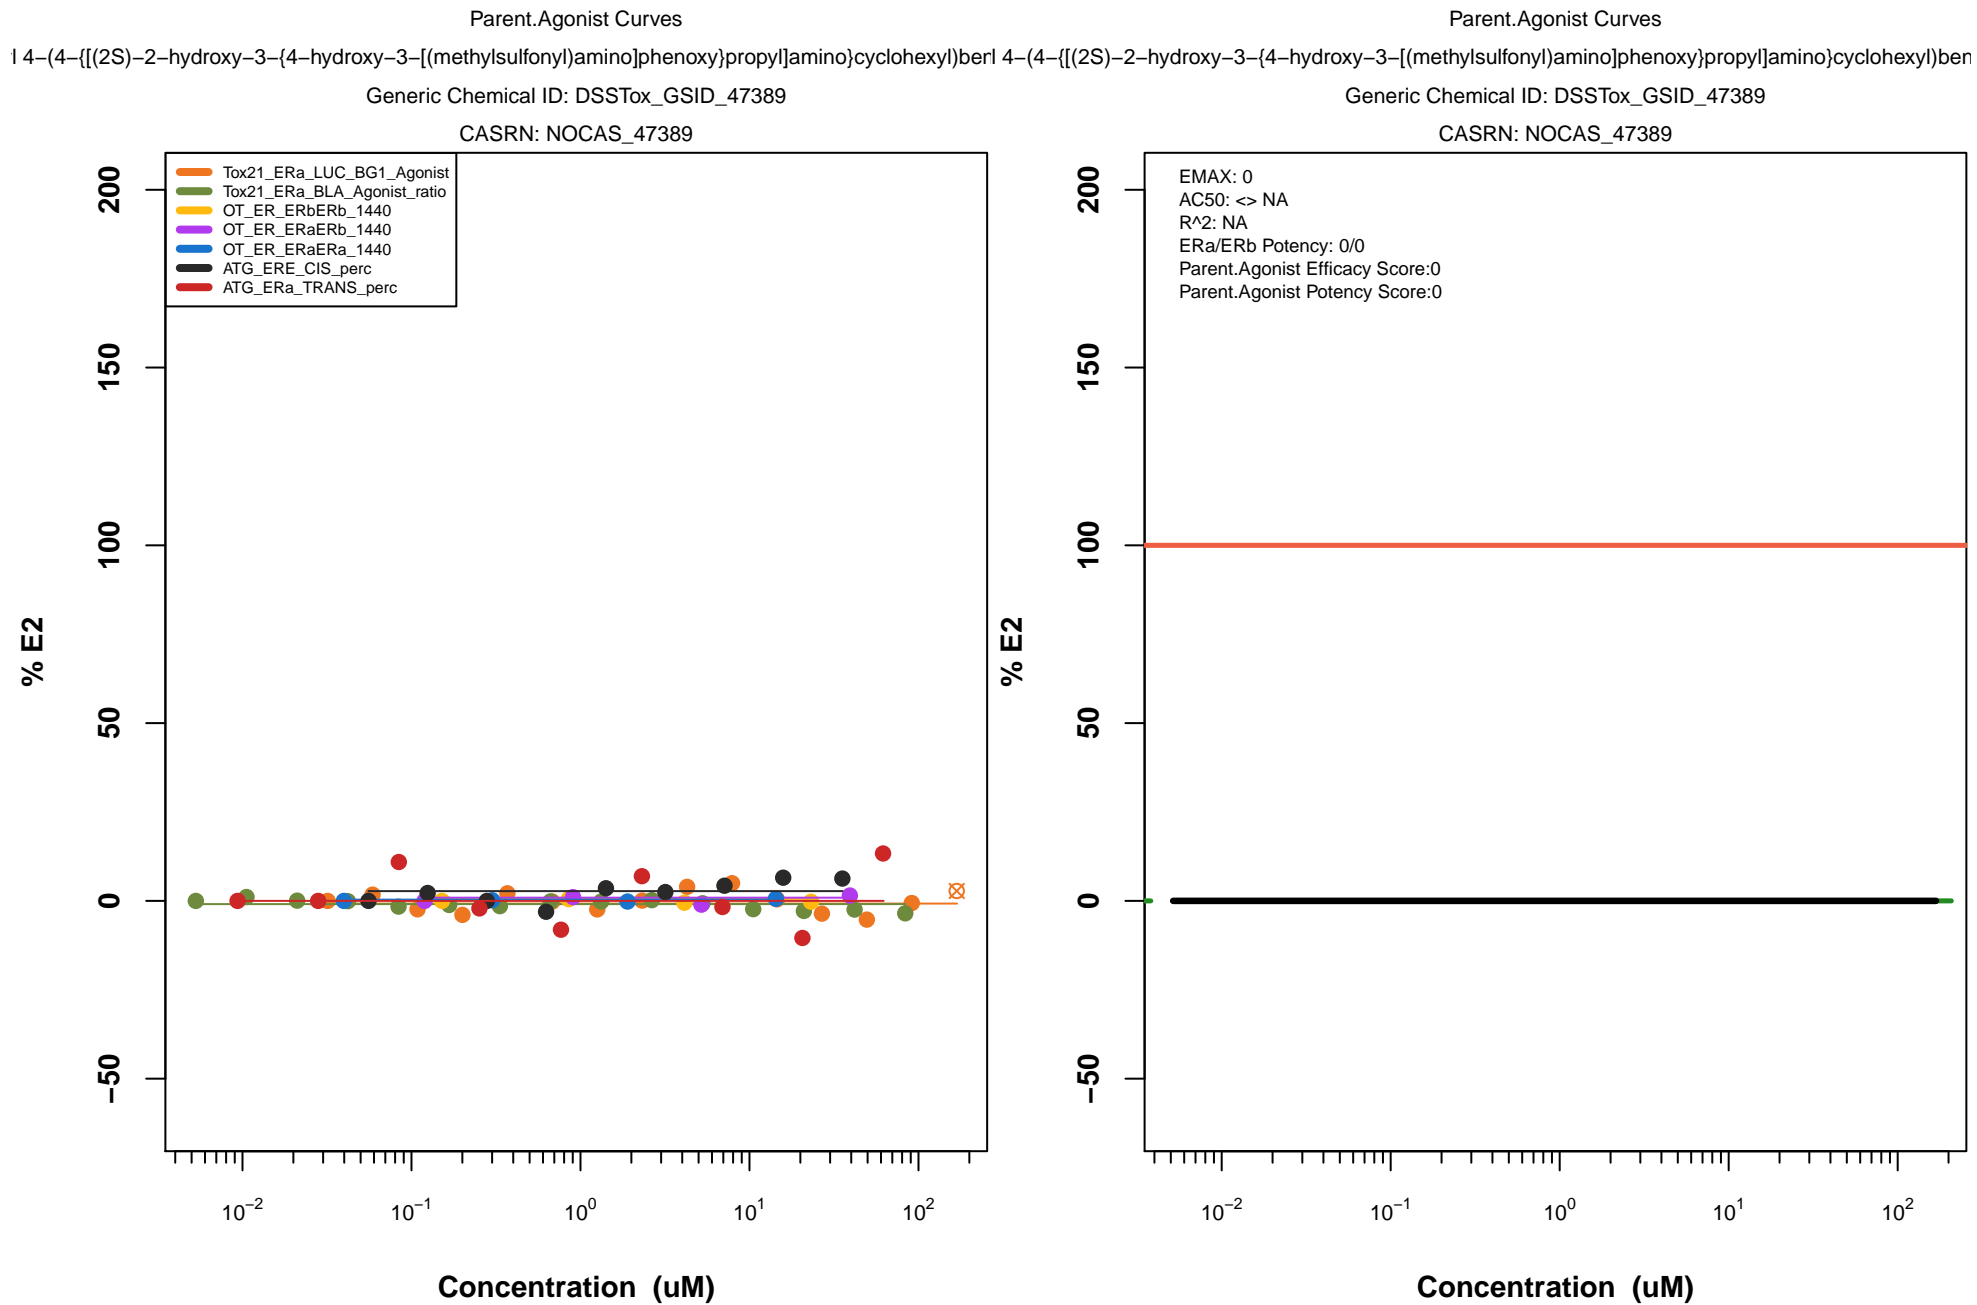 Parent.Agonist Curves
4−(4−{[(2S)−2−hydroxy−3−{4−hydroxy−3−[(methylsulfonyl)amino]phenoxy}propyl]amino}cyclohexyl)ben
Generic Chemical ID: DSSTox_GSID_47389
CASRN: NOCAS_47389
Tox21_ERa_LUC_BG1_Agonist
Tox21_ERa_BLA_Agonist_ratio
OT_ER_ERbERb_1440
OT_ER_ERaERb_1440
OT_ER_ERaERa_1440
ATG_ERE_CIS_perc
ATG_ERa_TRANS_perc
200
150
100
50
0
−50
% E2
10−2
10−1
100
101
102
Concentration (uM)
Parent.Agonist Curves
l 4−(4−{[(2S)−2−hydroxy−3−{4−hydroxy−3−[(methylsulfonyl)amino]phenoxy}propyl]amino}cyclohexyl)ben
Generic Chemical ID: DSSTox_GSID_47389
CASRN: NOCAS_47389
EMAX: 0
AC50: <> NA
R^2: NA
ERa/ERb Potency: 0/0
Parent.Agonist Efficacy Score:0
Parent.Agonist Potency Score:0
200
150
100
50
0
−50
% E2
10−2
10−1
100
101
102
Concentration (uM)